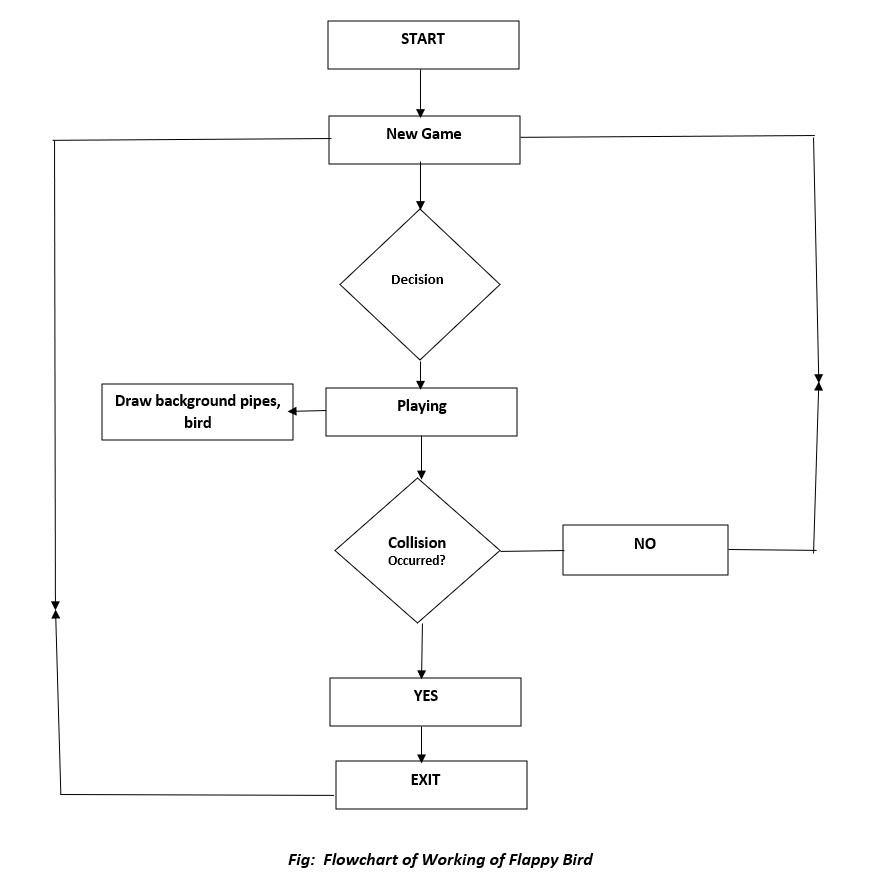 START
New Game
Decision
Draw background pipes,
bird
Playing
Collision
Occurred?
NO
YES
EXIT
Fig: Flowchart of Working of Flappy Bird